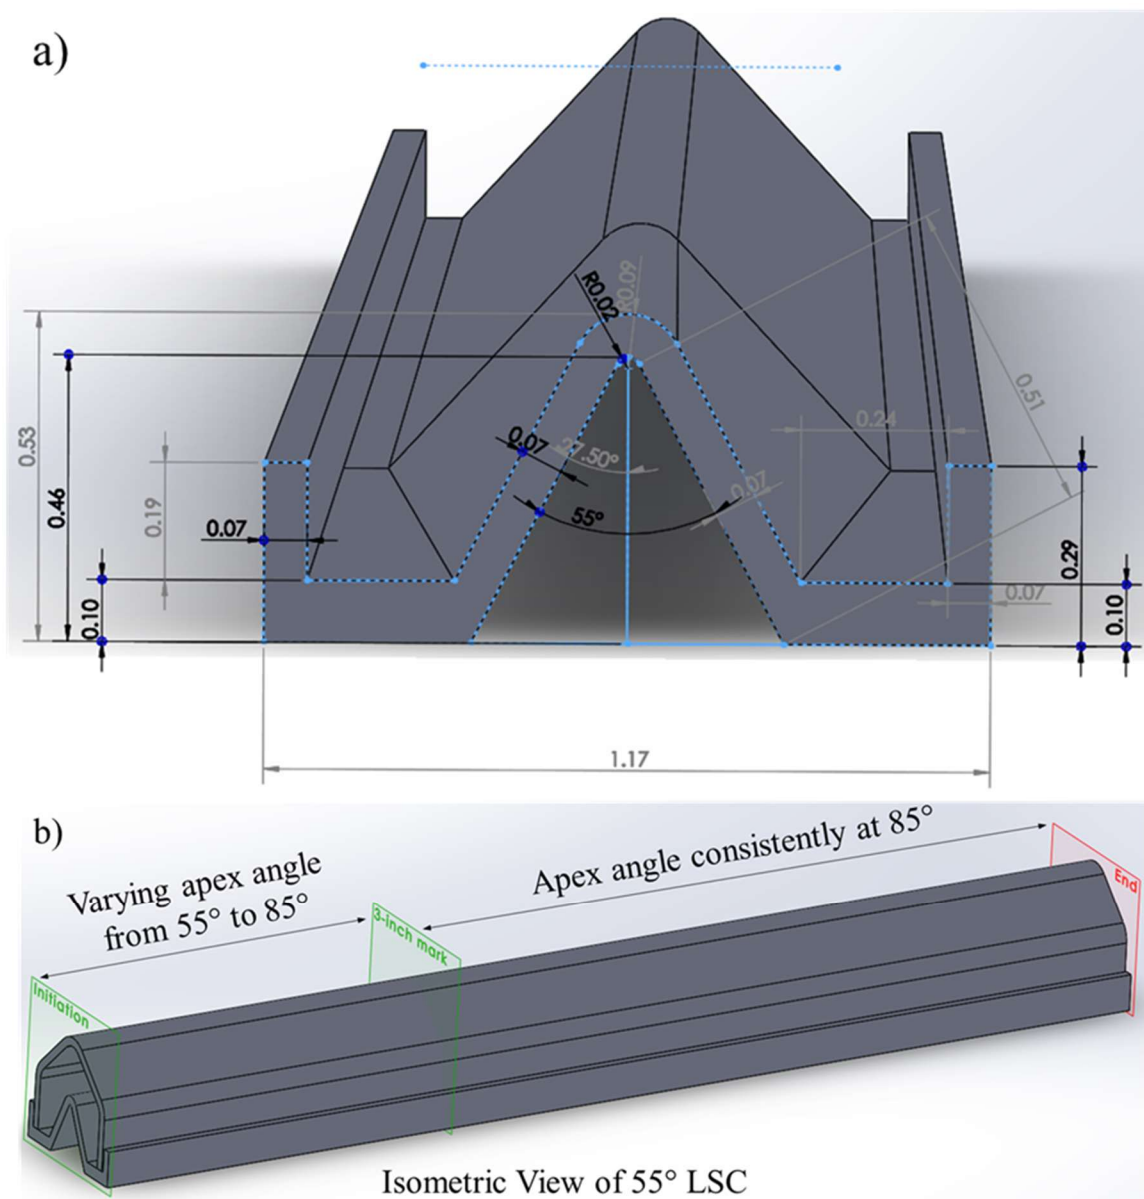 a)
R0.02
R0.09
0.53
0.46
0.19
0.07
0.10
0.07
27.50°
55°
0.07
0.24
0.51
0.29
0.07
0.10
1.17
b)
Varying apex angle
from 55° to 85°
Apex angle consistently at 85°
Initiation
3-inch mark
End
Isometric View of 55° LSC